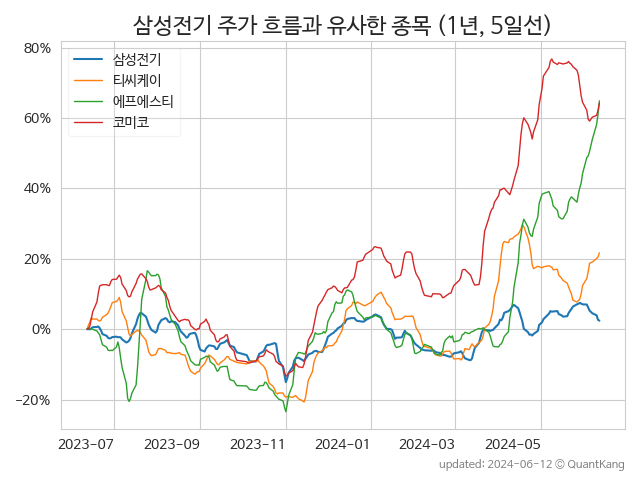 삼성전기 주가 흐름과 유사한 종목 (1년, 5일선)
80%
60%
40%
20%
0%
−20%
삼성전기
티씨케이
에프에스티
코미코
2023-07 2023-09 2023-11 2024-01 2024-03 2024-05
updated: 2024-06-12 © QuantKang